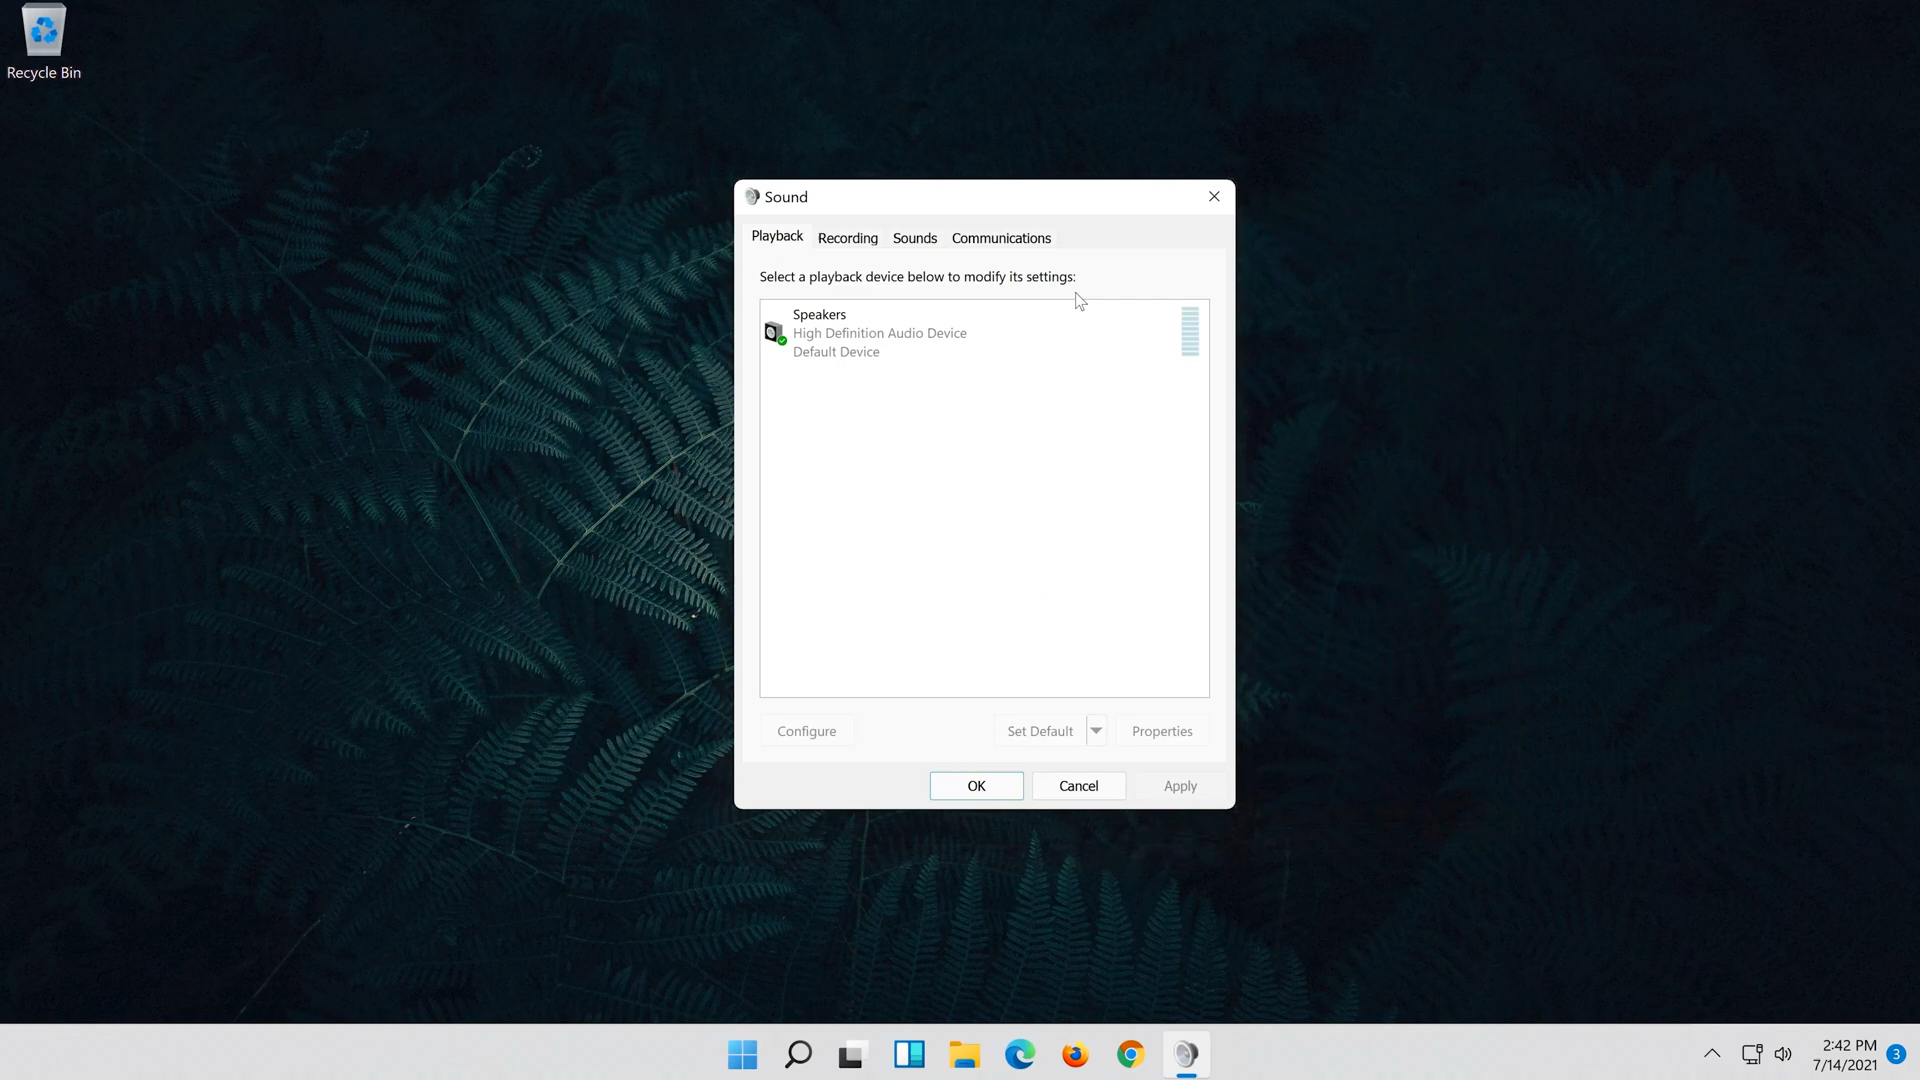 Recycle Bin
Sound
Playback Recording Sounds Communications
Select a playback device below to modify its settings:
Speakers
High Definition Audio Device
Default Device
Configure Set Default Properties
OK Cancel Apply
2:42 PM
7/14/2021
3